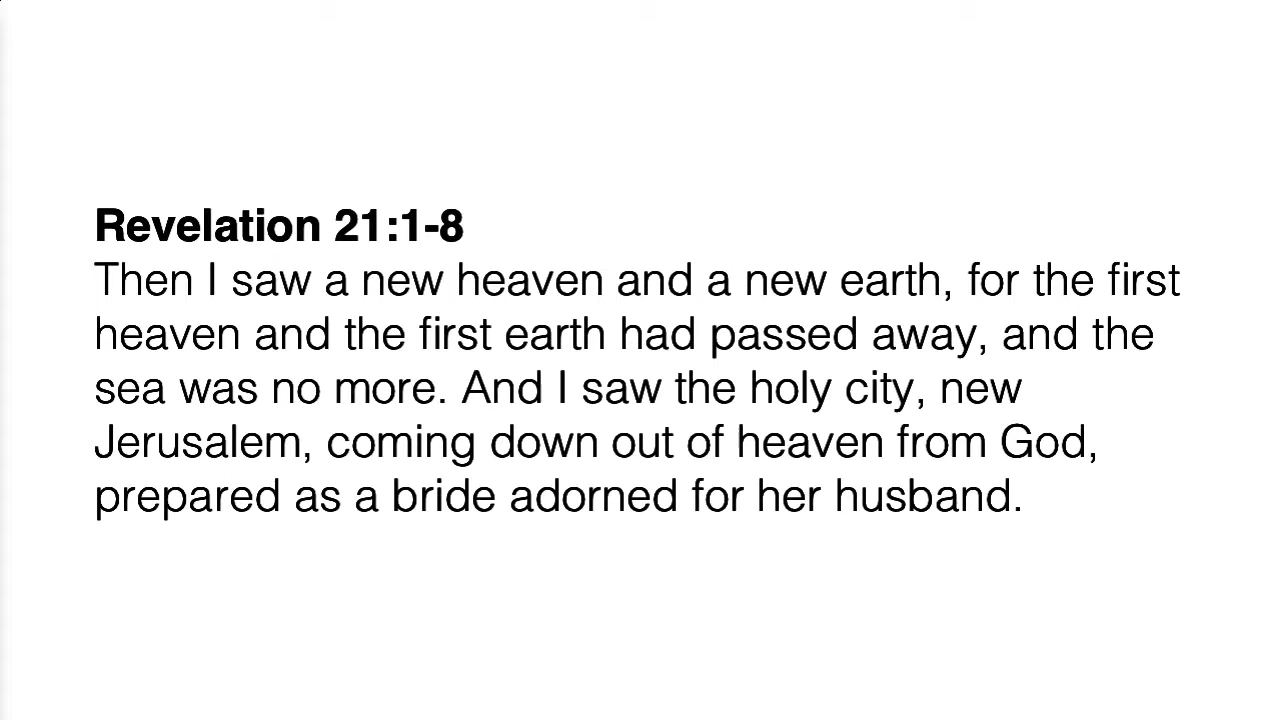 Revelation 21:1-8
Then I saw a new heaven and a new earth, for the first
heaven and the first earth had passed away, and the
sea was no more. And I saw the holy city, new
Jerusalem, coming down out of heaven from God,
prepared as a bride adorned for her husband.